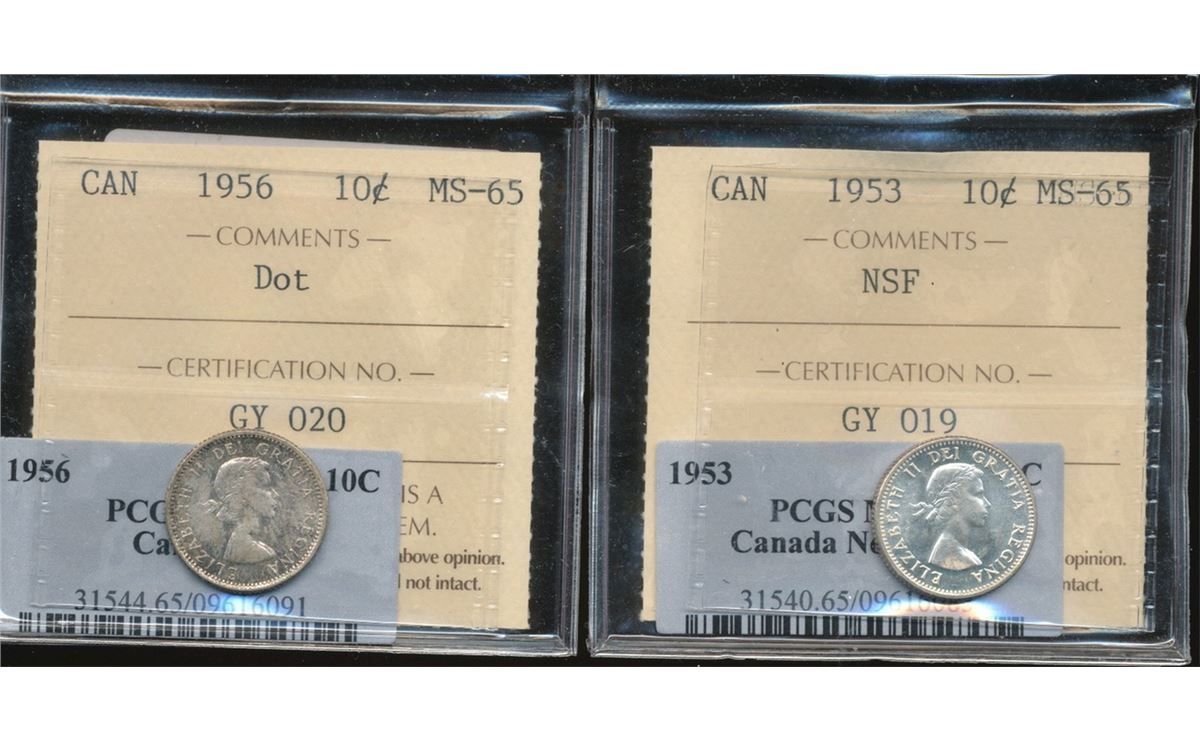 CAN 1956 10¢ MS-65
— COMMENTS —
Dot
— CERTIFICATION NO. —
GY 020
1956 10C
IS A
EM.
above opinion.
not intact.
31544.65/09616091
ELIZABETH II DEI GRATIA REGINA
CAN 1953 10¢ MS-65
— COMMENTS —
NSF
— CERTIFICATION NO. —
GY 019
1953 C
PCGS
Canada
opinion.
ntact.
ELIZABETH II DEI GRATIA REGINA